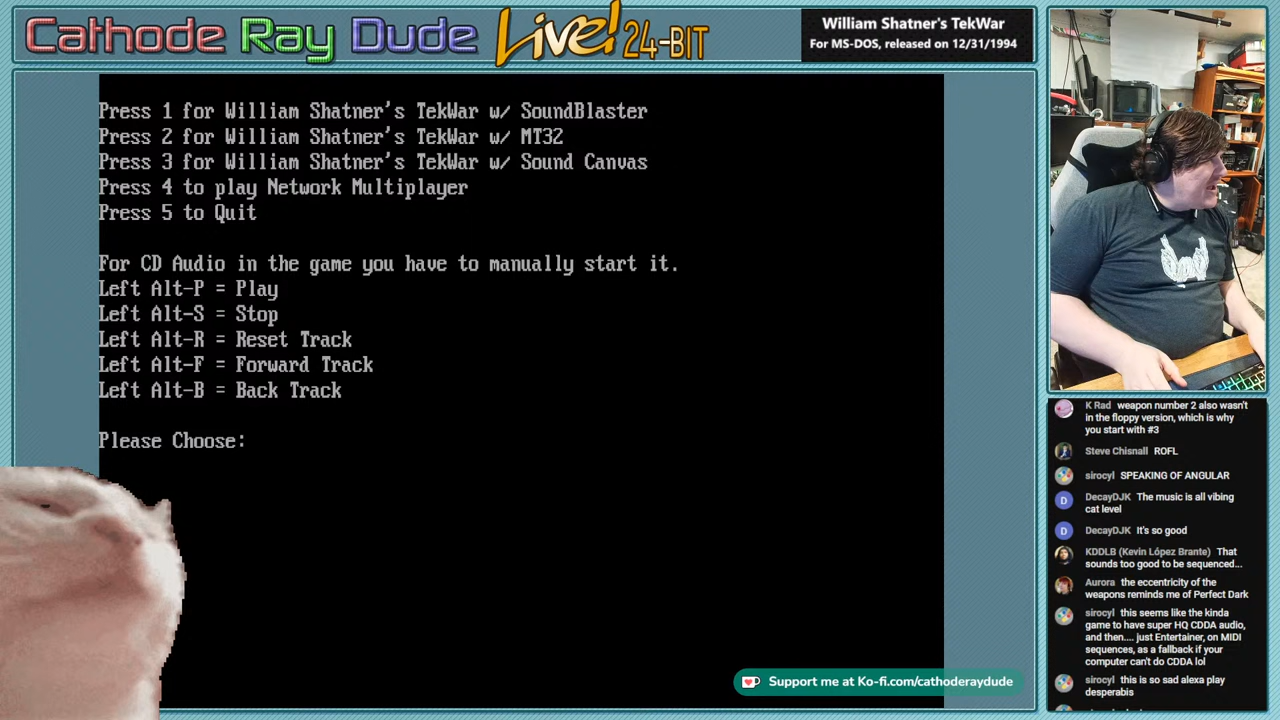 Cathode Ray Dude Live! 24-BIT
William Shatner's TekWar
For MS-DOS, released on 12/31/1994
Press 1 for William Shatner's TekWar w/ SoundBlaster
Press 2 for William Shatner's TekWar w/ MT32
Press 3 for William Shatner's TekWar w/ Sound Canvas
Press 4 to play Network Multiplayer
Press 5 to Quit
For CD Audio in the game you have to manually start it.
Left Alt-P = Play
Left Alt-S = Stop
Left Alt-R = Reset Track
Left Alt-F = Forward Track
Left Alt-B = Back Track
Please Choose:
Support me at Ko-fi.com/cathoderaydude
K Rad weapon number 2 also wasn't
in the floppy version, which is why
you start with #3
Steve Chisnall ROFL
sirocyl SPEAKING OF ANGULAR
D DecayDJK The music is all vibing
cat level
D DecayDJK It's so good
KDDLB (Kevin López Brante) That
sounds too good to be sequenced...
Aurora the eccentricity of the
weapons reminds me of Perfect Dark
sirocyl this seems like the kinda
game to have super HQ CDDA audio,
and then.... just Entertainer, on MIDI
sequences, as a fallback if your
computer can't do CDDA lol
sirocyl this is so sad alexa play
desperabis